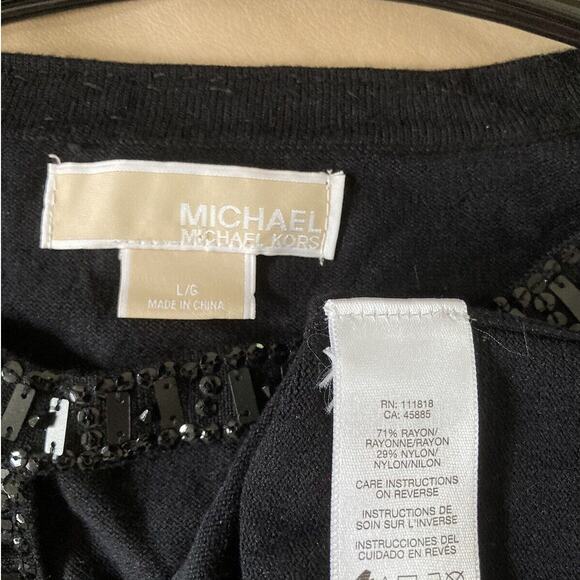 MICHAEL
MICHAEL KORS
L/G
MADE IN CHINA
RN: 111818
CA: 45885
71% RAYON/
RAYONNE/RAYON
29% NYLON/
NYLON/NILON
CARE INSTRUCTIONS
ON REVERSE
INSTRUCTIONS DE
SOIN SUR L'INVERSE
INSTRUCCIONES DEL
CUIDADO EN REVÉS